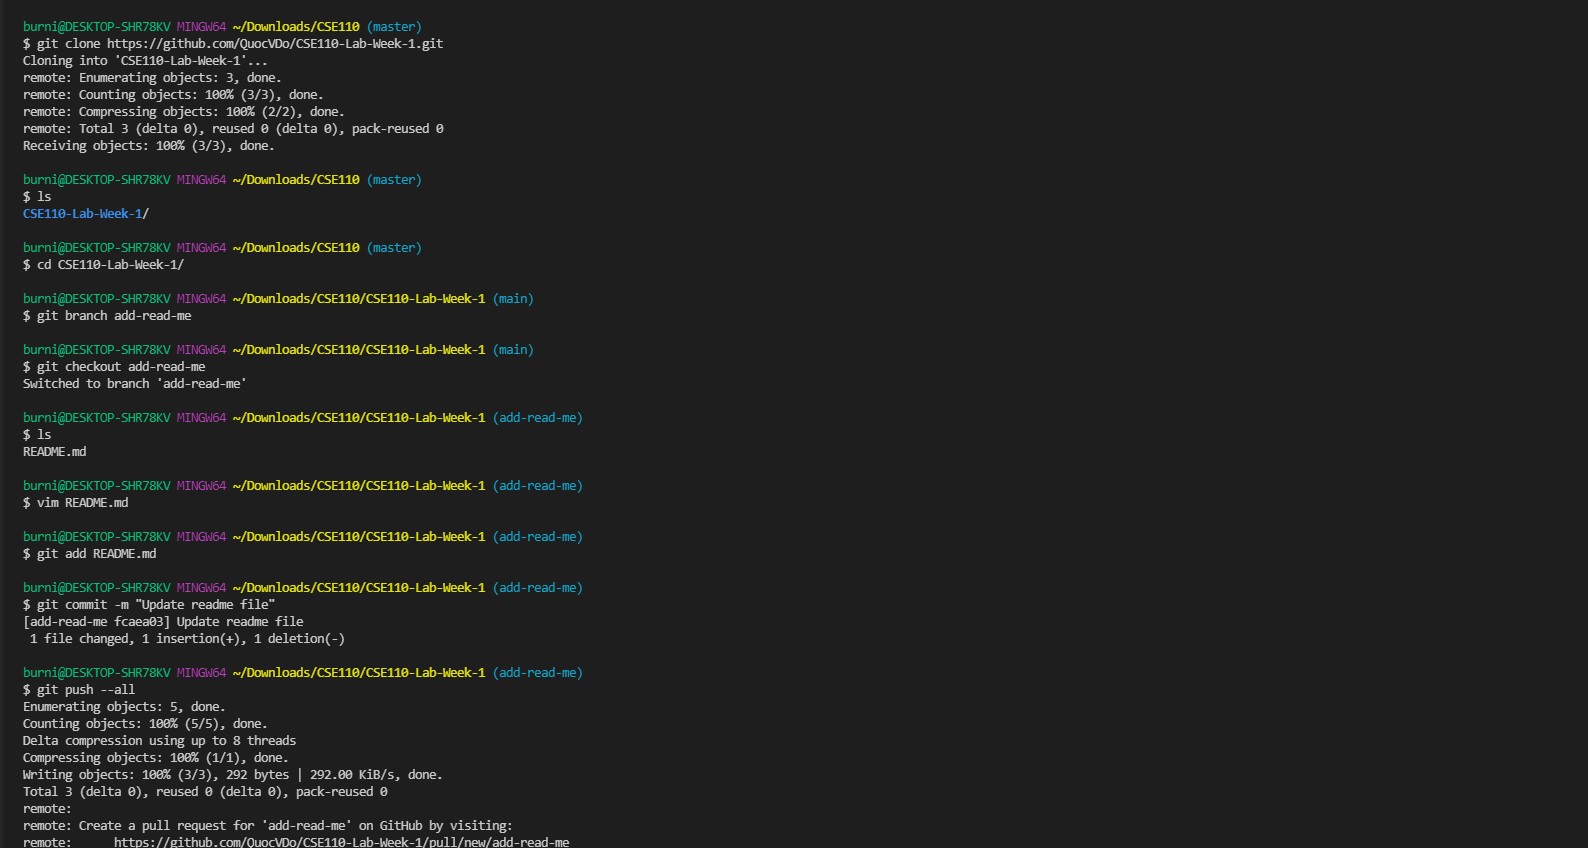 burni@DESKTOP-SHR78KV MINGW64 ~/Downloads/CSE110 (master)
$ git clone https://github.com/QuocVDo/CSE110-Lab-Week-1.git
Cloning into 'CSE110-Lab-Week-1'...
remote: Enumerating objects: 3, done.
remote: Counting objects: 100% (3/3), done.
remote: Compressing objects: 100% (2/2), done.
remote: Total 3 (delta 0), reused 0 (delta 0), pack-reused 0
Receiving objects: 100% (3/3), done.

burni@DESKTOP-SHR78KV MINGW64 ~/Downloads/CSE110 (master)
$ ls
CSE110-Lab-Week-1/

burni@DESKTOP-SHR78KV MINGW64 ~/Downloads/CSE110 (master)
$ cd CSE110-Lab-Week-1/

burni@DESKTOP-SHR78KV MINGW64 ~/Downloads/CSE110/CSE110-Lab-Week-1 (main)
$ git branch add-read-me

burni@DESKTOP-SHR78KV MINGW64 ~/Downloads/CSE110/CSE110-Lab-Week-1 (main)
$ git checkout add-read-me
Switched to branch 'add-read-me'

burni@DESKTOP-SHR78KV MINGW64 ~/Downloads/CSE110/CSE110-Lab-Week-1 (add-read-me)
$ ls
README.md

burni@DESKTOP-SHR78KV MINGW64 ~/Downloads/CSE110/CSE110-Lab-Week-1 (add-read-me)
$ vim README.md

burni@DESKTOP-SHR78KV MINGW64 ~/Downloads/CSE110/CSE110-Lab-Week-1 (add-read-me)
$ git add README.md

burni@DESKTOP-SHR78KV MINGW64 ~/Downloads/CSE110/CSE110-Lab-Week-1 (add-read-me)
$ git commit -m "Update readme file"
[add-read-me fcaea03] Update readme file
 1 file changed, 1 insertion(+), 1 deletion(-)

burni@DESKTOP-SHR78KV MINGW64 ~/Downloads/CSE110/CSE110-Lab-Week-1 (add-read-me)
$ git push --all
Enumerating objects: 5, done.
Counting objects: 100% (5/5), done.
Delta compression using up to 8 threads
Compressing objects: 100% (1/1), done.
Writing objects: 100% (3/3), 292 bytes | 292.00 KiB/s, done.
Total 3 (delta 0), reused 0 (delta 0), pack-reused 0
remote:
remote: Create a pull request for 'add-read-me' on GitHub by visiting:
remote:      https://github.com/QuocVDo/CSE110-Lab-Week-1/pull/new/add-read-me